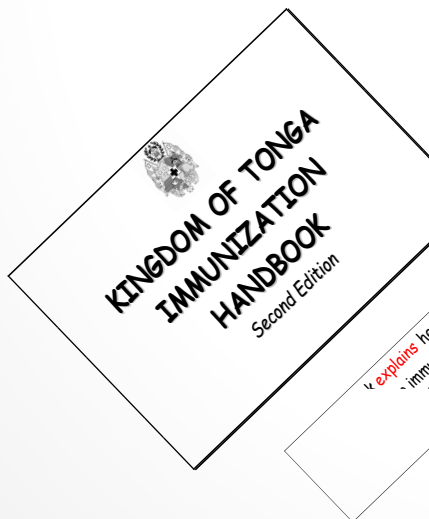 KINGDOM OF TONGA
IMMUNIZATION
HANDBOOK
Second Edition
explains